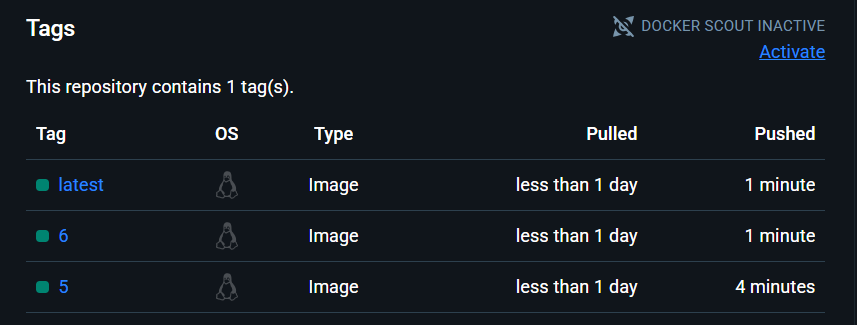 Tags
DOCKER SCOUT INACTIVE
Activate
This repository contains 1 tag(s).
Tag OS Type Pulled Pushed
latest Image less than 1 day 1 minute
6 Image less than 1 day 1 minute
5 Image less than 1 day 4 minutes